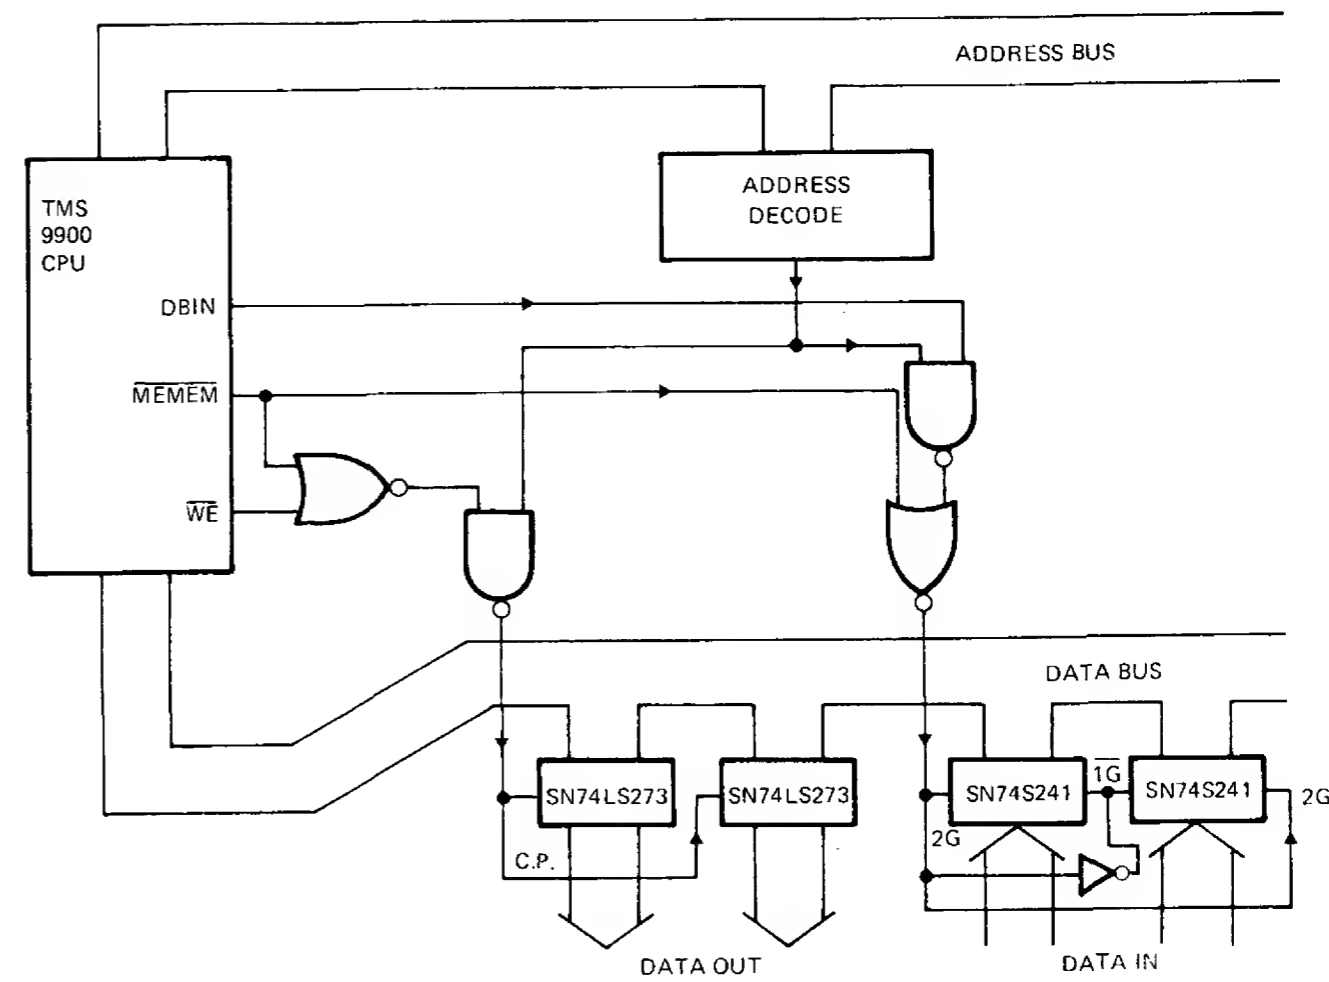 ADDRESS BUS
ADDRESS
DECODE
TMS
9900
CPU
DBIN
MEMEM
WE
DATA BUS
SN74LS273
SN74LS273
SN74S241
1G
SN74S241
2G
2G
C.P.
DATA OUT
DATA IN